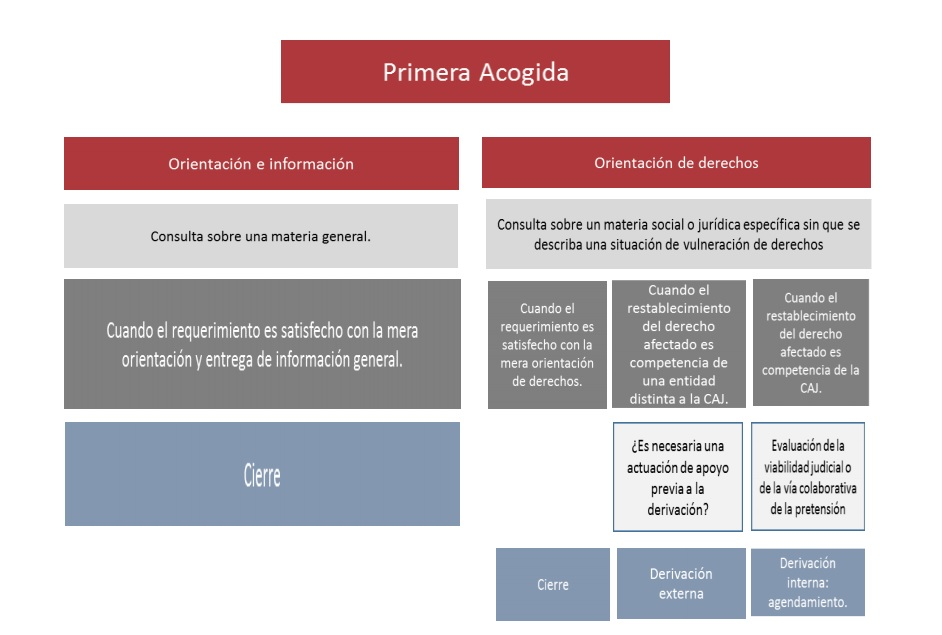 Primera Acogida
Orientación e información
Consulta sobre una materia general.
Cuando el requerimiento es satisfecho con la mera
orientación y entrega de información general.
Cierre
Orientación de derechos
Consulta sobre un materia social o jurídica específica sin que se
describa una situación de vulneración de derechos
Cuando el
requerimiento es
satisfecho con la
mera orientación
de derechos.
Cuando el
restablecimiento
del derecho
afectado es
competencia de
una entidad
distinta a la CAJ.
Cuando el
restablecimiento
del derecho
afectado es
competencia de la
CAJ.
¿Es necesaria una
actuación de apoyo
previa a la
derivación?
Evaluación de la
viabilidad judicial o
de la vía colaborativa
de la pretensión
Cierre
Derivación
externa
Derivación
interna:
agendamiento.